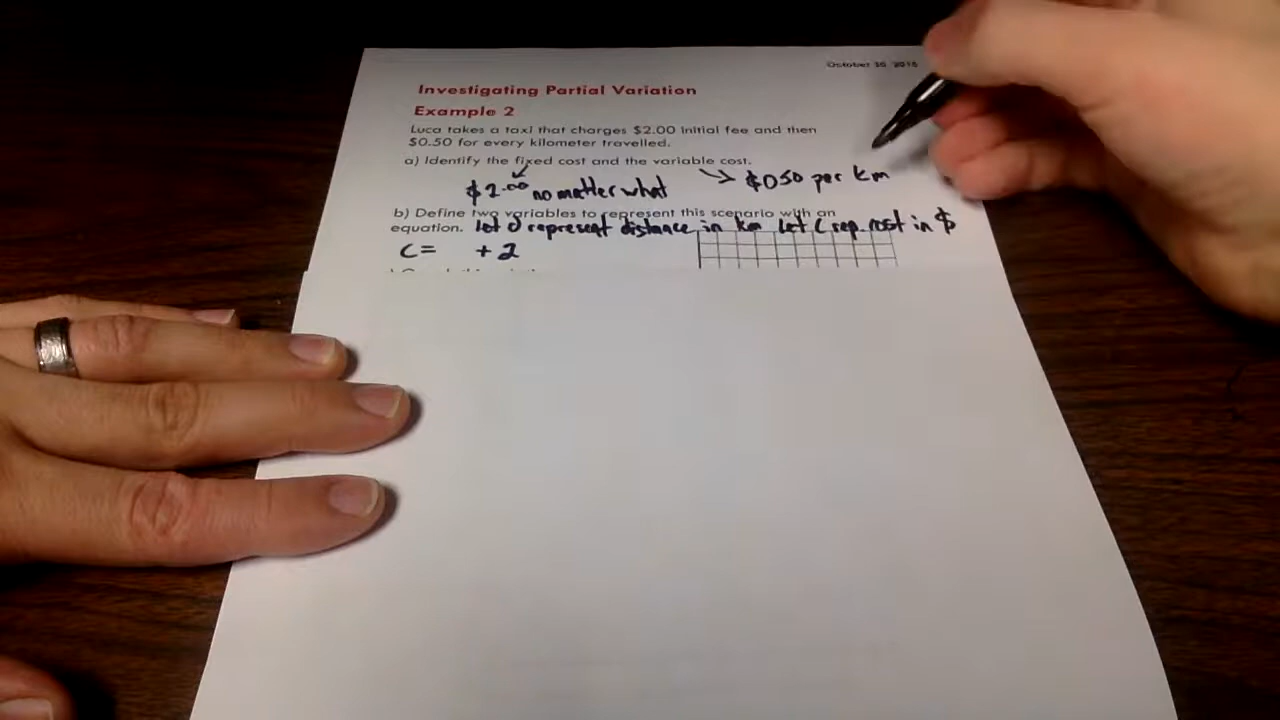 October 30, 2015
Investigating Partial Variation
Example 2
Luca takes a taxi that charges $2.00 initial fee and then
$0.50 for every kilometer travelled.
a) Identify the fixed cost and the variable cost.
$2.00 no matter what $0.50 per km
b) Define two variables to represent this scenario with an
equation. let d represent distance in km Let C rep. cost in $
C= +2